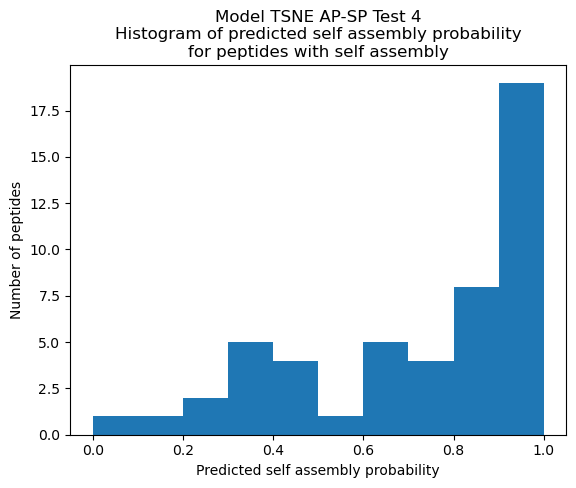 Model TSNE AP-SP Test 4
Histogram of predicted self assembly probability
for peptides with self assembly
17.5
15.0
12.5
10.0
7.5
5.0
2.5
0.0
Number of peptides
0.0 0.2 0.4 0.6 0.8 1.0
Predicted self assembly probability